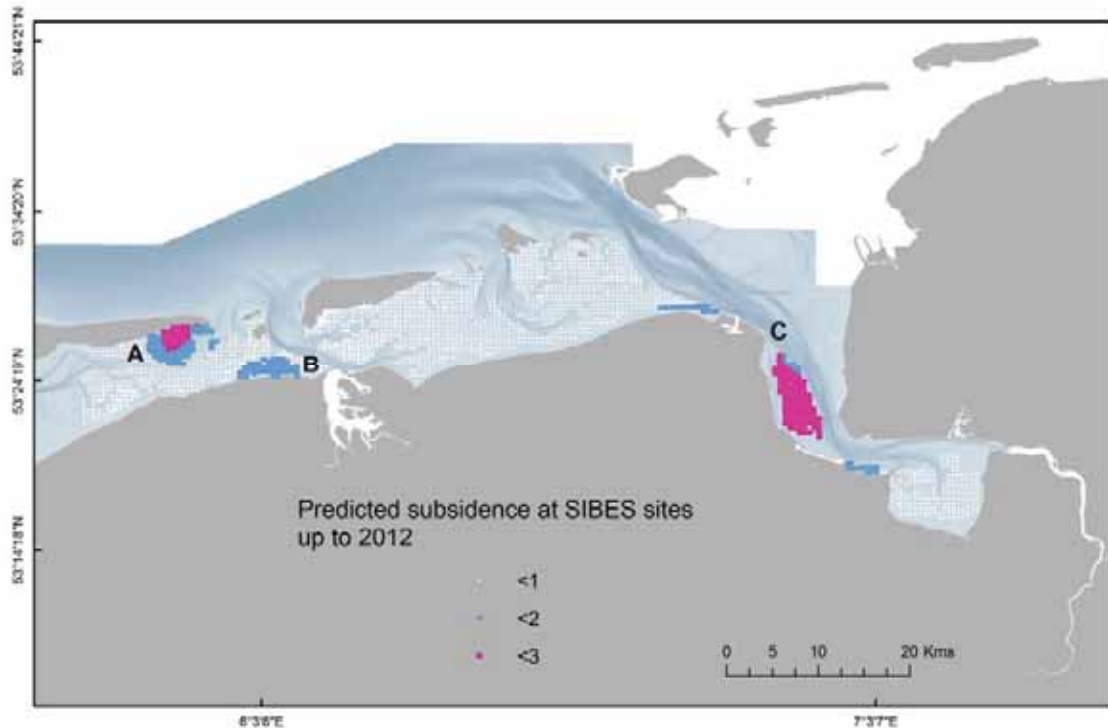 53°44'21"N
53°34'20"N
A
B
C
53°24'19"N
Predicted subsidence at SIBES sites
up to 2012
53°14'18"N
<1
<2
<3
0 5 10 20 Kms
6°3'6"E
7°3'7"E